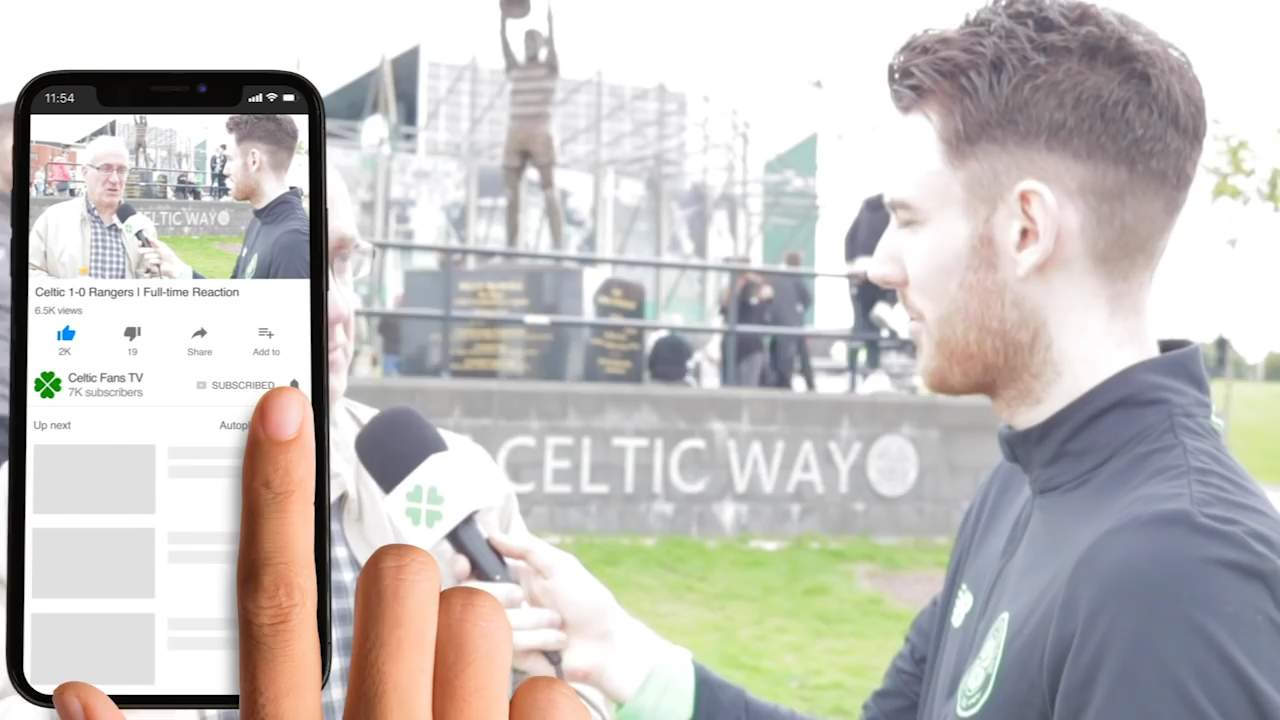 11:54
CELTIC WAY
Celtic 1-0 Rangers | Full-time Reaction
6.5K views
2K
19
Share
Add to
Celtic Fans TV
7K subscribers
SUBSCRIBED
Up next
CELTIC WAY